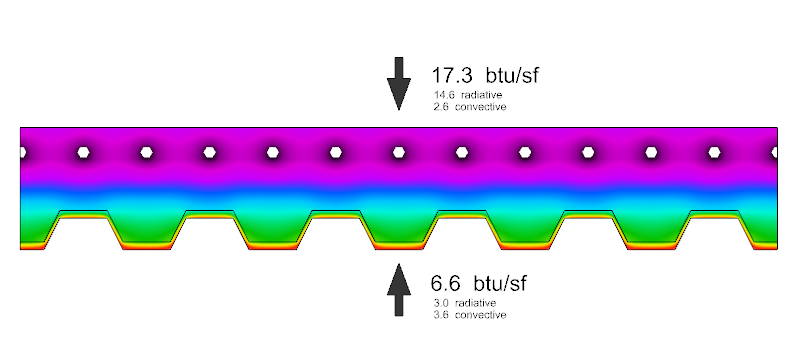 17.3 btu/sf
14.6 radiative
2.6 convective
6.6 btu/sf
3.0 radiative
3.6 convective